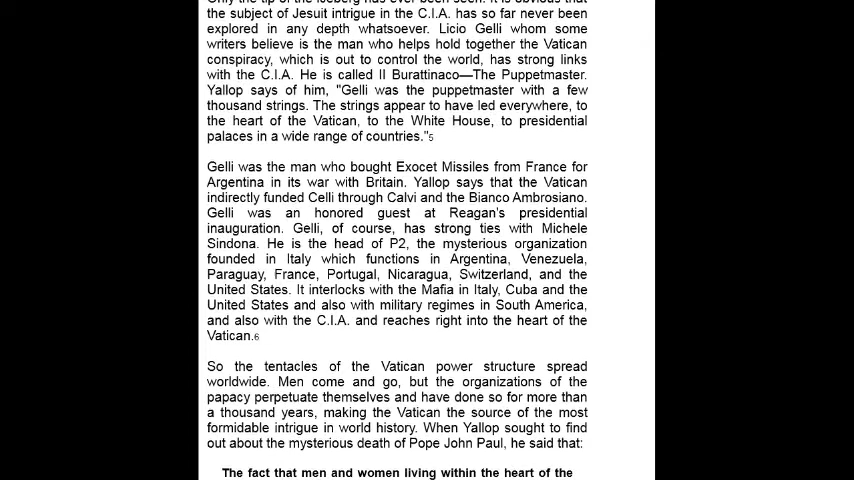 Only the tip of the iceberg has ever been seen. It is obvious that
the subject of Jesuit intrigue in the C.I.A. has so far never been
explored in any depth whatsoever. Licio Gelli whom some
writers believe is the man who helps hold together the Vatican
conspiracy, which is out to control the world, has strong links
with the C.I.A. He is called Il Burattinaco—The Puppetmaster.
Yallop says of him, "Gelli was the puppetmaster with a few
thousand strings. The strings appear to have led everywhere, to
the heart of the Vatican, to the White House, to presidential
palaces in a wide range of countries."5
Gelli was the man who bought Exocet Missiles from France for
Argentina in its war with Britain. Yallop says that the Vatican
indirectly funded Celli through Calvi and the Bianco Ambrosiano.
Gelli was an honored guest at Reagan's presidential
inauguration. Gelli, of course, has strong ties with Michele
Sindona. He is the head of P2, the mysterious organization
founded in Italy which functions in Argentina, Venezuela,
Paraguay, France, Portugal, Nicaragua, Switzerland, and the
United States. It interlocks with the Mafia in Italy, Cuba and the
United States and also with military regimes in South America,
and also with the C.I.A. and reaches right into the heart of the
Vatican.6
So the tentacles of the Vatican power structure spread
worldwide. Men come and go, but the organizations of the
papacy perpetuate themselves and have done so for more than
a thousand years, making the Vatican the source of the most
formidable intrigue in world history. When Yallop sought to find
out about the mysterious death of Pope John Paul, he said that:
The fact that men and women living within the heart of the